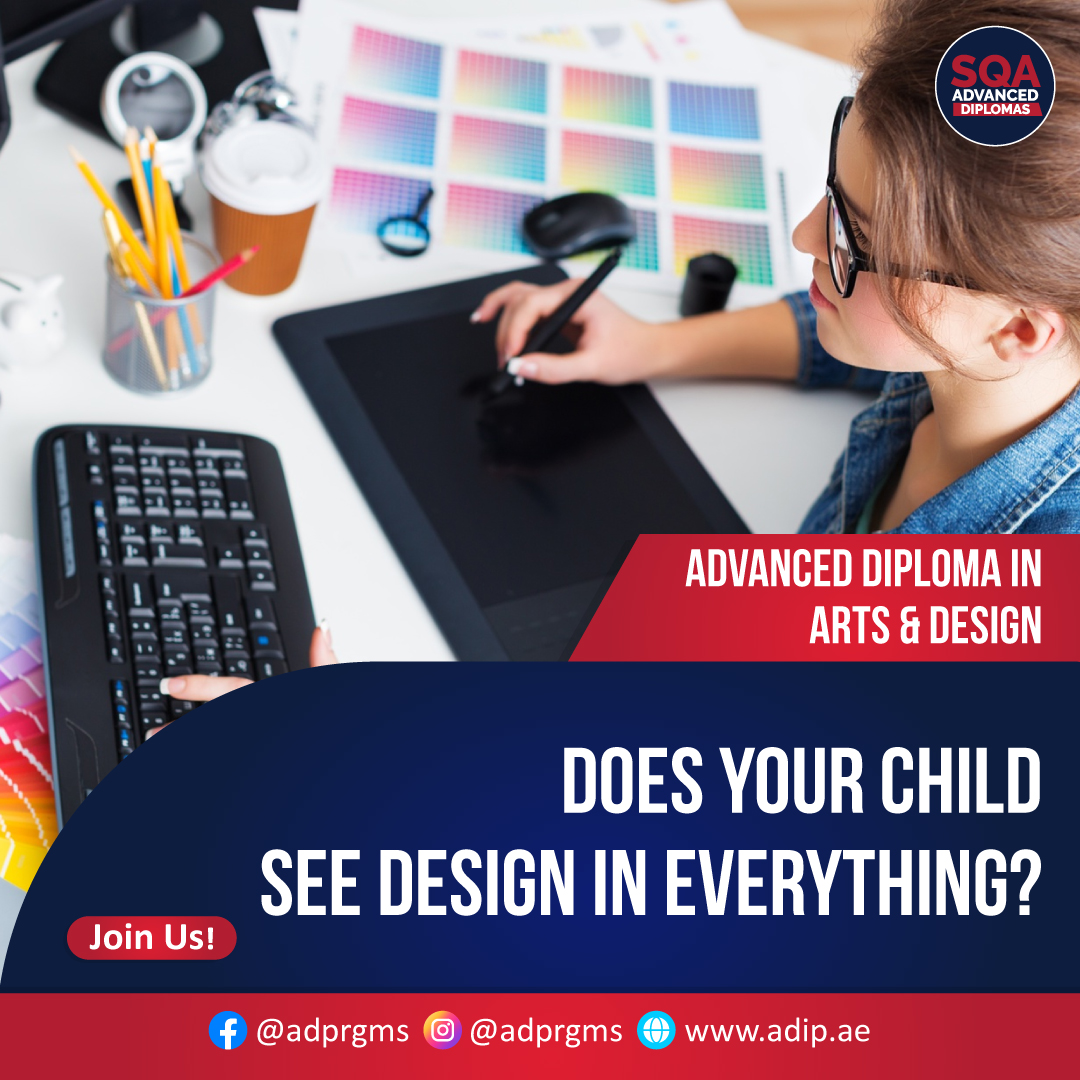 SQA
ADVANCED
DIPLOMAS
ADVANCED DIPLOMA IN
ARTS & DESIGN
DOES YOUR CHILD
SEE DESIGN IN EVERYTHING?
Join Us!
@adprgms @adprgms www.adip.ae